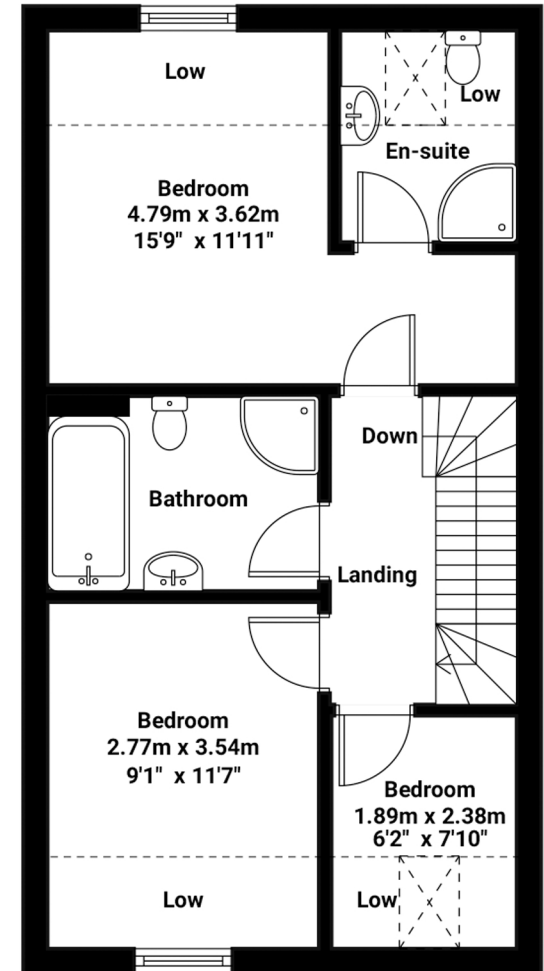 Low
Low
En-suite
Bedroom
4.79m x 3.62m
15'9" x 11'11"
Down
Bathroom
Landing
Bedroom
2.77m x 3.54m
9'1" x 11'7"
Bedroom
1.89m x 2.38m
6'2" x 7'10"
Low
Low